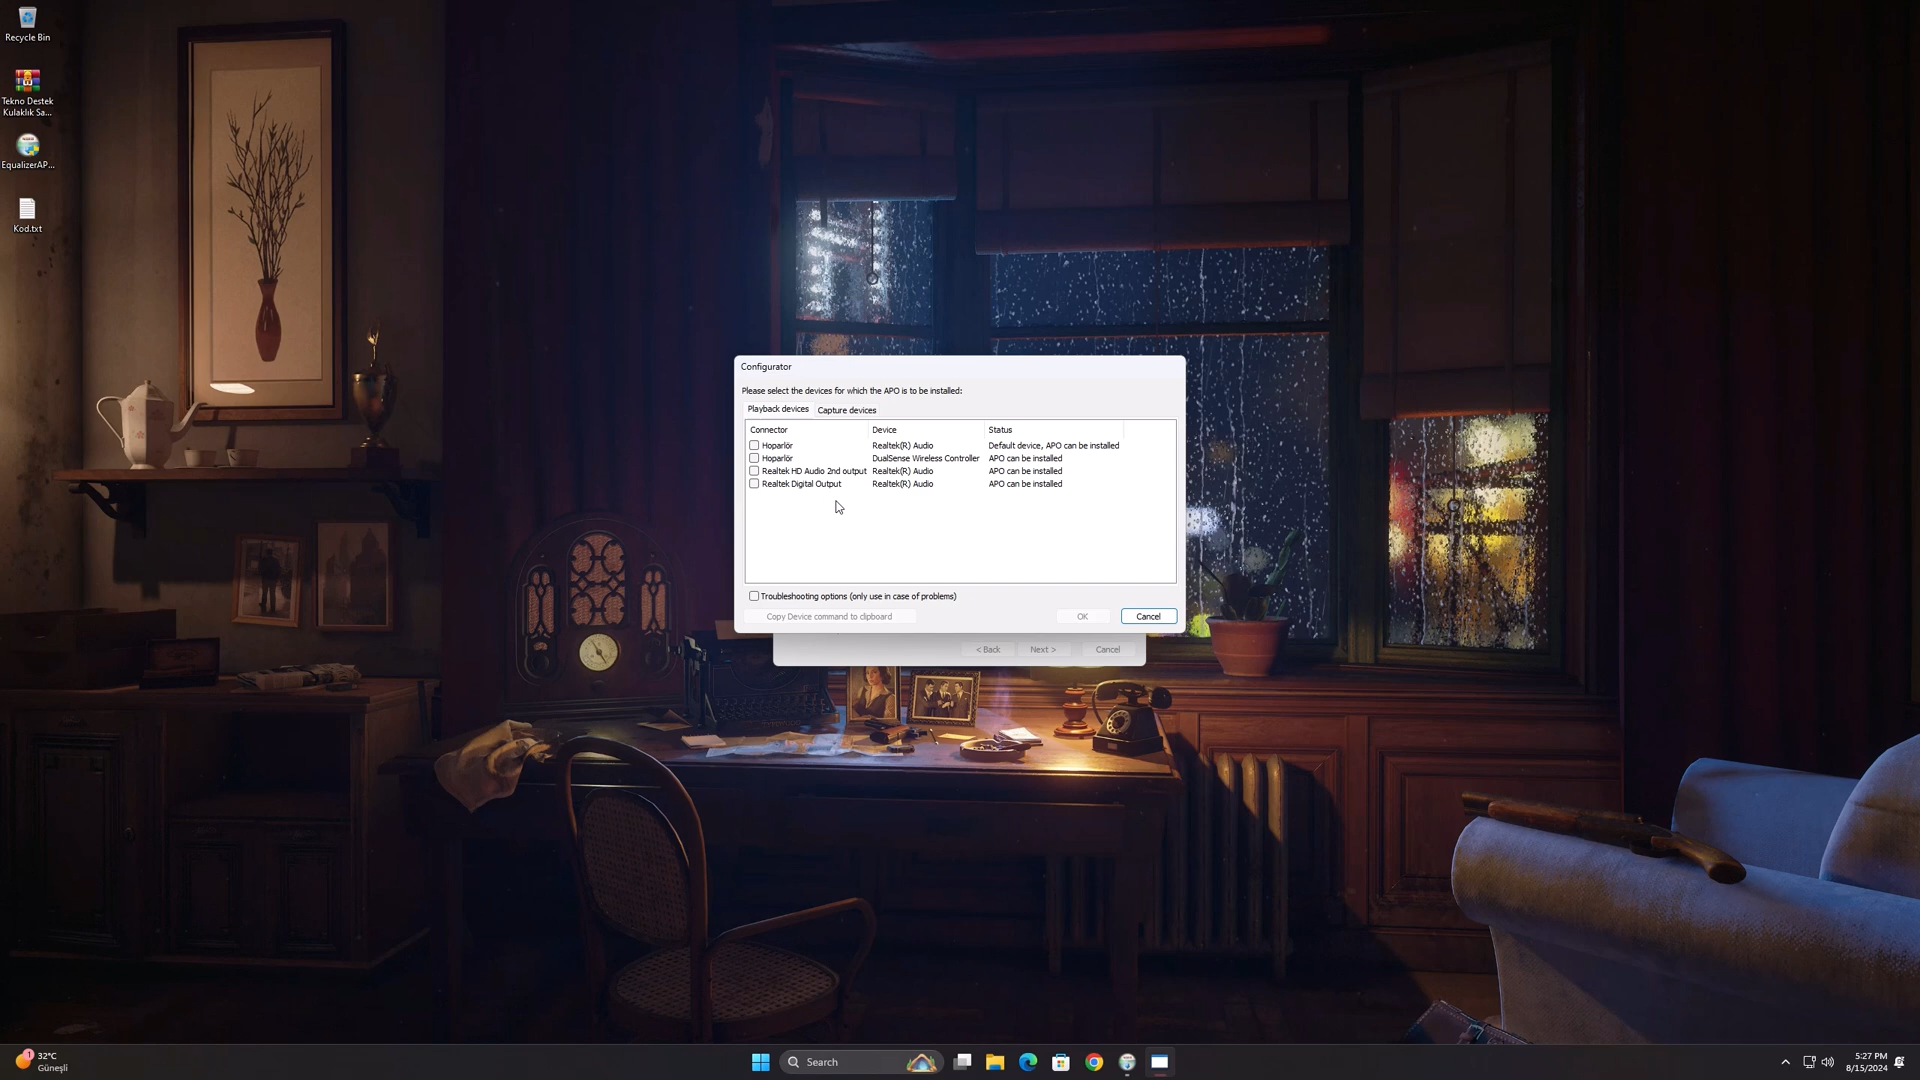 Recycle Bin
Tekno Destek
Kulaklık Sa...
EqualizerAP...
Kod.txt
Configurator
Please select the devices for which the APO is to be installed:
Playback devices Capture devices
Connector Device Status
Hoparlör Realtek(R) Audio Default device, APO can be installed
Hoparlör DualSense Wireless Controller APO can be installed
Realtek HD Audio 2nd output Realtek(R) Audio APO can be installed
Realtek Digital Output Realtek(R) Audio APO can be installed
Troubleshooting options (only use in case of problems)
Copy Device command to clipboard OK Cancel
< Back Next > Cancel
1 32°C
Güneşli
Search
5:27 PM
8/15/2024